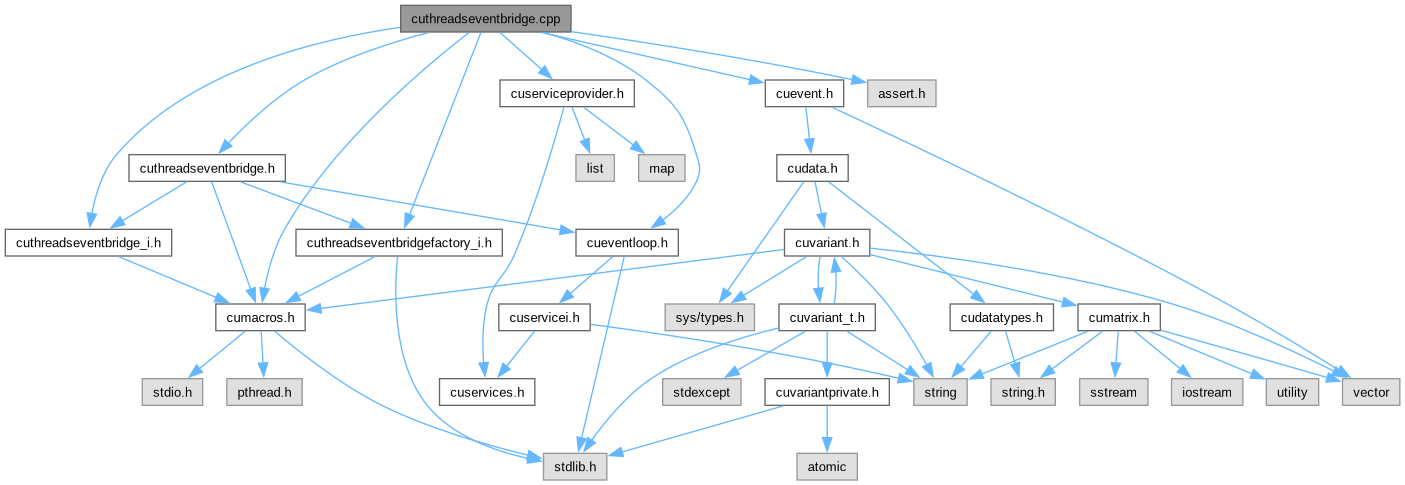 cuthreadseventbridge.cpp
cuserviceprovider.h
cuevent.h
assert.h
cuthreadseventbridge.h
list
map
cudata.h
cuthreadseventbridge_i.h
cuthreadseventbridgefactory_i.h
cueventloop.h
cuvariant.h
cumacros.h
cuservicei.h
sys/types.h
cuvariant_t.h
cudatatypes.h
cumatrix.h
stdio.h
pthread.h
cuservices.h
stdexcept
cuvariantprivate.h
string
string.h
sstream
iostream
utility
vector
stdlib.h
atomic